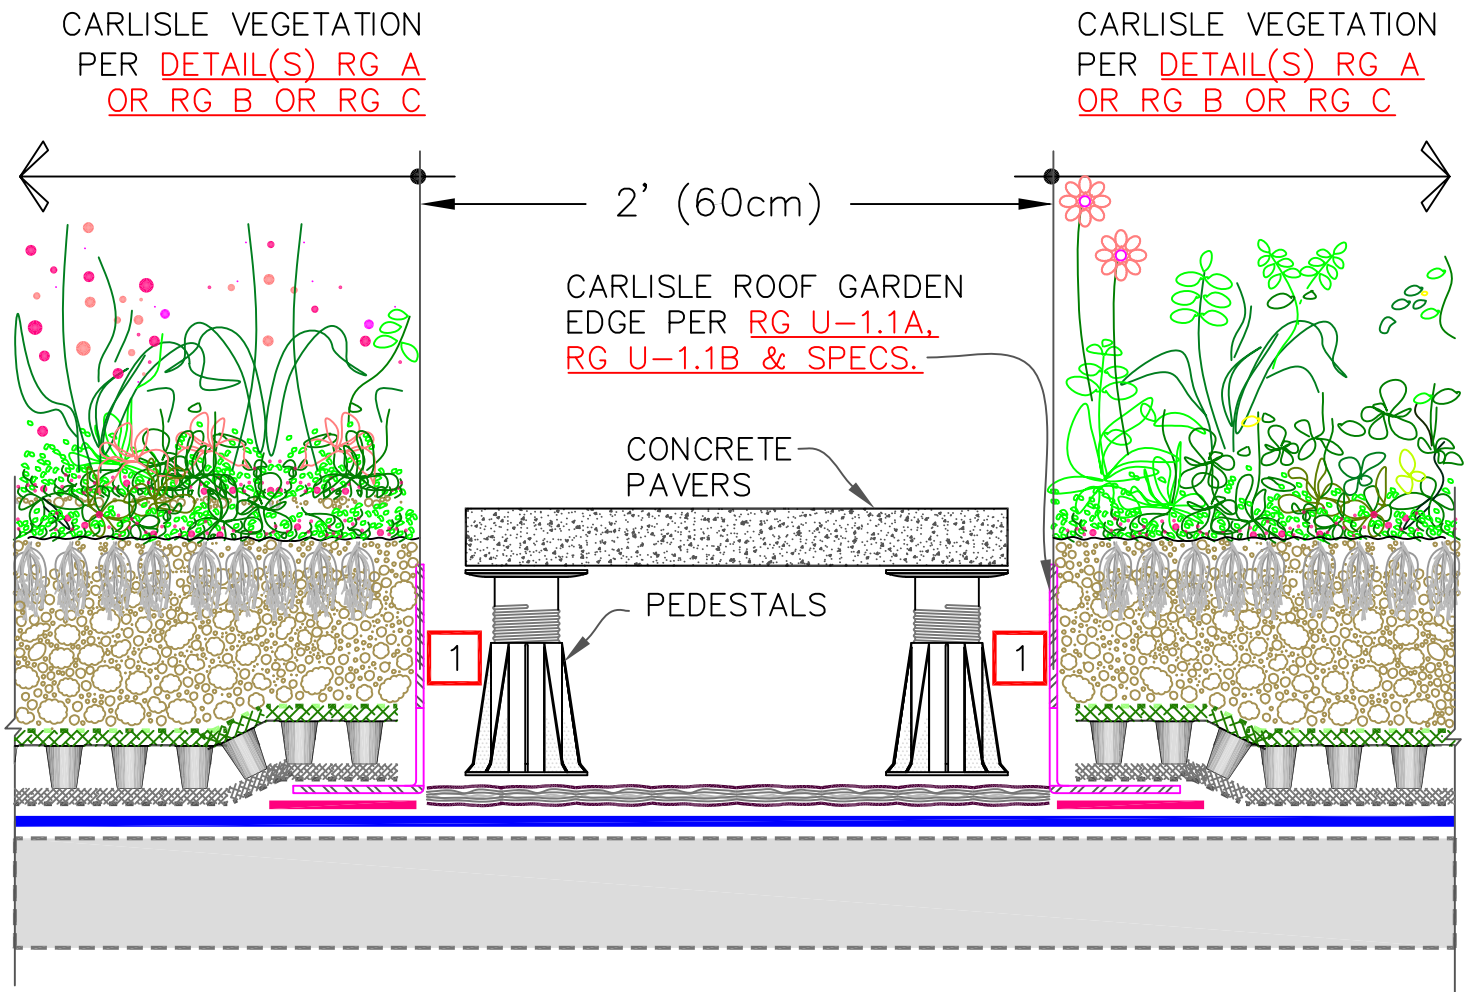 CARLISLE VEGETATION
PER DETAIL(S) RG A
OR RG B OR RG C
CARLISLE VEGETATION
PER DETAIL(S) RG A
OR RG B OR RG C
2' (60cm)
CARLISLE ROOF GARDEN
EDGE PER RG U-1.1A,
RG U-1.1B & SPECS.
CONCRETE
PAVERS
PEDESTALS
1
1